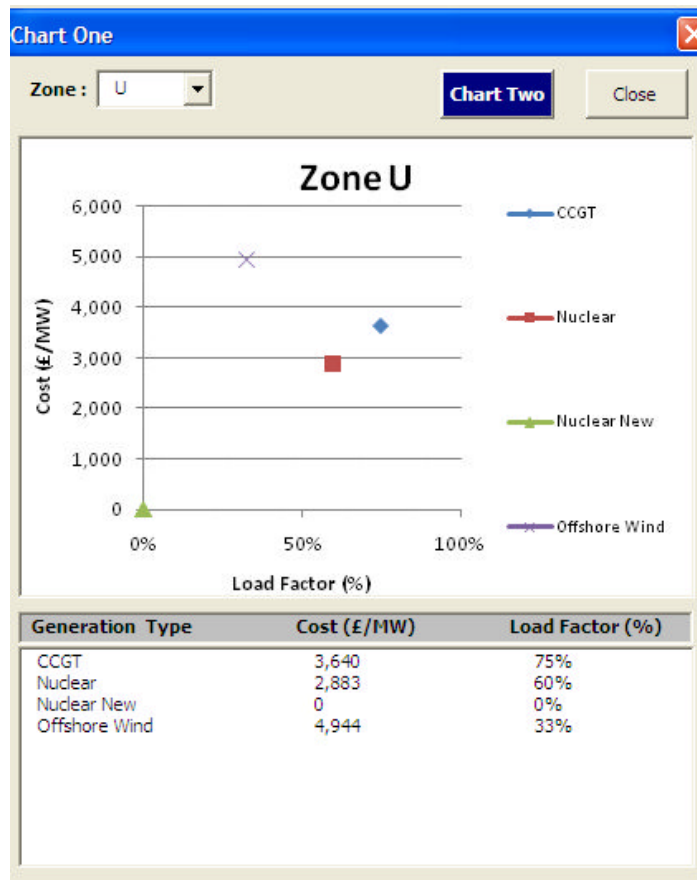 Chart One
Zone : U
Chart Two
Close
Zone U
6,000
5,000
4,000
3,000
2,000
1,000
0
Cost (£/MW)
0% 50% 100%
Load Factor (%)
CCGT
Nuclear
Nuclear New
Offshore Wind
Generation Type Cost (£/MW) Load Factor (%)
CCGT 3,640 75%
Nuclear 2,883 60%
Nuclear New 0 0%
Offshore Wind 4,944 33%